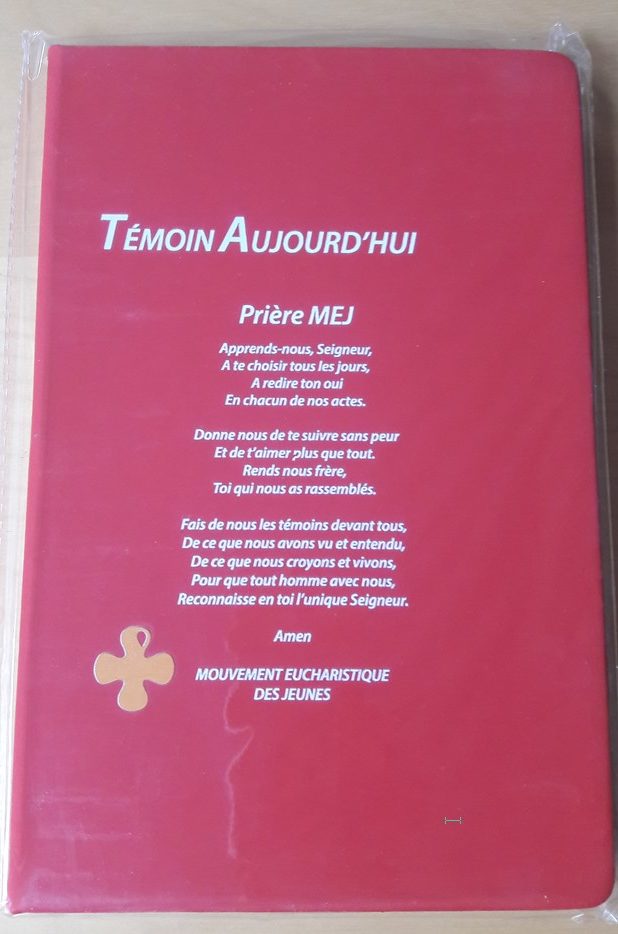 TÉMOIN AUJOURD'HUI
Prière MEJ
Apprends-nous, Seigneur,
A te choisir tous les jours,
A redire ton oui
En chacun de nos actes.
Donne nous de te suivre sans peur
Et de t'aimer plus que tout.
Rends nous frère,
Toi qui nous as rassemblés.
Fais de nous les témoins devant tous,
De ce que nous avons vu et entendu,
De ce que nous croyons et vivons,
Pour que tout homme avec nous,
Reconnaisse en toi l'unique Seigneur.
Amen
MOUVEMENT EUCHARISTIQUE
DES JEUNES